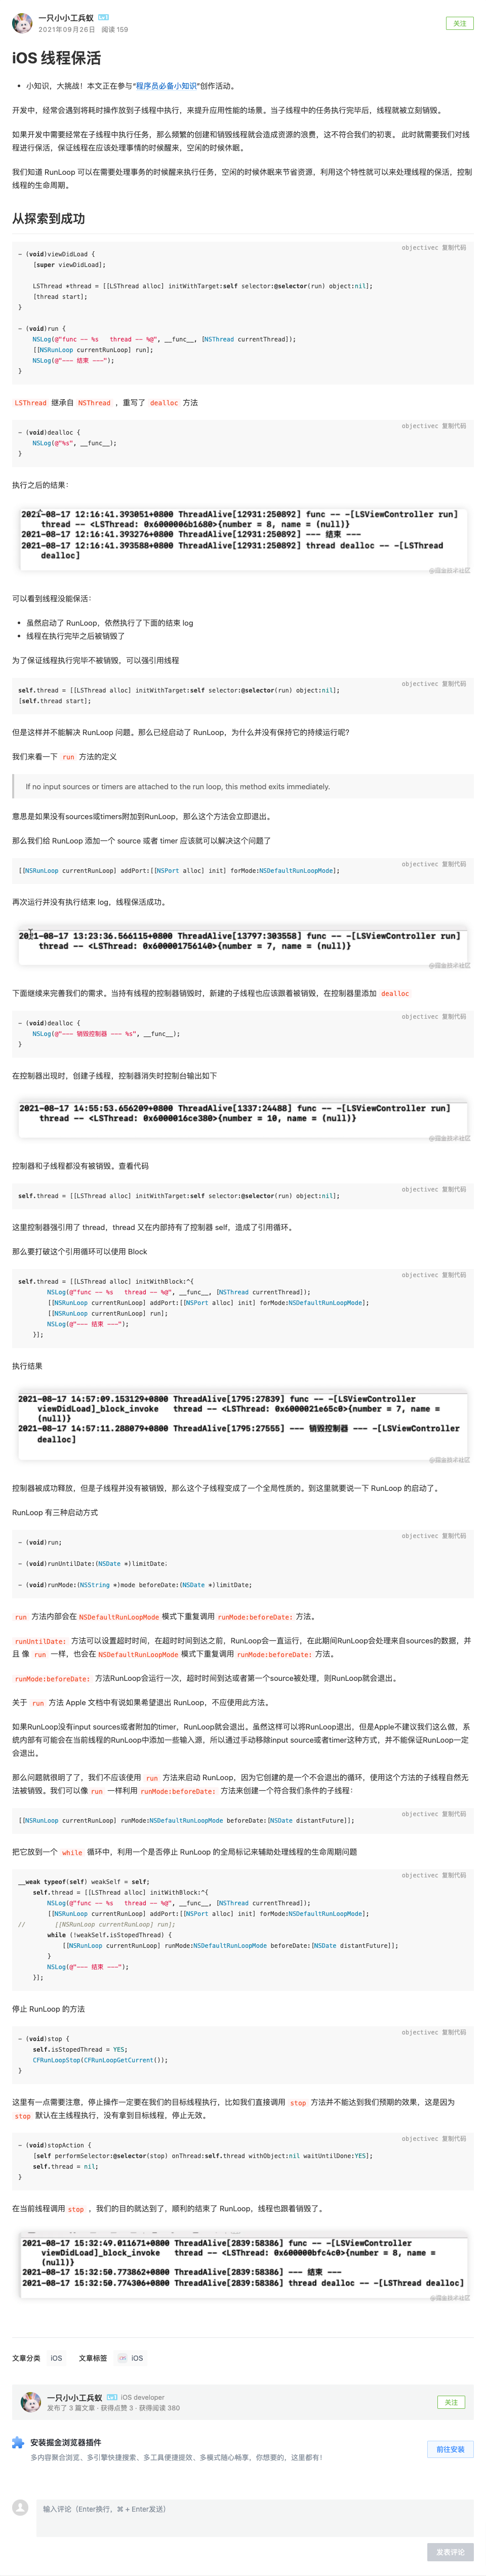 一只小小工兵蚁
2021年09月26日 阅读 159
关注
iOS 线程保活
小知识，大挑战！本文正在参与“程序员必备小知识”创作活动。
开发中，经常会遇到将耗时操作放到子线程中执行，来提升应用性能的场景。当子线程中的任务执行完毕后，线程就被立刻销毁。
如果开发中需要经常在子线程中执行任务，那么频繁的创建和销毁线程就会造成资源的浪费，这不符合我们的初衷。 此时就需要我们对线
程进行保活，保证线程在应该处理事情的时候醒来，空闲的时候休眠。
我们知道 RunLoop 可以在需要处理事务的时候醒来执行任务，空闲的时候休眠来节省资源，利用这个特性就可以来处理线程的保活，控制
线程的生命周期。
从探索到成功
objectivec 复制代码
- (void)viewDidLoad {
[super viewDidLoad];
LSThread *thread = [[LSThread alloc] initWithTarget:self selector:@selector(run) object:nil];
[thread start];
}
- (void)run {
NSLog(@"func -- %s   thread -- %@", __func__, [NSThread currentThread]);
[[NSRunLoop currentRunLoop] run];
NSLog(@"--- 结束 ---");
}
LSThread 继承自 NSThread ，重写了 dealloc 方法
objectivec 复制代码
- (void)dealloc {
NSLog(@"%s", __func__);
}
执行之后的结果：
2021-08-17 12:16:41.393051+0800 ThreadAlive[12931:250892] func -- -[LSViewController run]
thread -- <LSThread: 0x6000006b1680>{number = 8, name = (null)}
2021-08-17 12:16:41.393276+0800 ThreadAlive[12931:250892] --- 结束 ---
2021-08-17 12:16:41.393588+0800 ThreadAlive[12931:250892] thread dealloc -- -[LSThread
dealloc]
@掘金技术社区
可以看到线程没能保活：
虽然启动了 RunLoop，依然执行了下面的结束 log
线程在执行完毕之后被销毁了
为了保证线程执行完毕不被销毁，可以强引用线程
objectivec 复制代码
self.thread = [[LSThread alloc] initWithTarget:self selector:@selector(run) object:nil];
[self.thread start];
但是这样并不能解决 RunLoop 问题。那么已经启动了 RunLoop，为什么并没有保持它的持续运行呢?
我们来看一下 run 方法的定义
If no input sources or timers are attached to the run loop, this method exits immediately.
意思是如果没有sources或timers附加到RunLoop，那么这个方法会立即退出。
那么我们给 RunLoop 添加一个 source 或者 timer 应该就可以解决这个问题了
objectivec 复制代码
[[NSRunLoop currentRunLoop] addPort:[[NSPort alloc] init] forMode:NSDefaultRunLoopMode];
再次运行并没有执行结束 log，线程保活成功。
2021-08-17 13:23:36.566115+0800 ThreadAlive[13797:303558] func -- -[LSViewController run]
thread -- <LSThread: 0x600001756140>{number = 7, name = (null)}
@掘金技术社区
下面继续来完善我们的需求。当持有线程的控制器销毁时，新建的子线程也应该跟着被销毁，在控制器里添加 dealloc
objectivec 复制代码
- (void)dealloc {
NSLog(@"--- 销毁控制器 --- %s", __func__);
}
在控制器出现时，创建子线程，控制器消失时控制台输出如下
2021-08-17 14:55:53.656209+0800 ThreadAlive[1337:24488] func -- -[LSViewController run]
thread -- <LSThread: 0x6000016ce380>{number = 10, name = (null)}
@掘金技术社区
控制器和子线程都没有被销毁。查看代码
objectivec 复制代码
self.thread = [[LSThread alloc] initWithTarget:self selector:@selector(run) object:nil];
这里控制器强引用了 thread，thread 又在内部持有了控制器 self，造成了引用循环。
那么要打破这个引用循环可以使用 Block
objectivec 复制代码
self.thread = [[LSThread alloc] initWithBlock:^{
NSLog(@"func -- %s   thread -- %@", __func__, [NSThread currentThread]);
[[NSRunLoop currentRunLoop] addPort:[[NSPort alloc] init] forMode:NSDefaultRunLoopMode];
[[NSRunLoop currentRunLoop] run];
NSLog(@"--- 结束 ---");
}];
执行结果
2021-08-17 14:57:09.153129+0800 ThreadAlive[1795:27839] func -- -[LSViewController
viewDidLoad]_block_invoke   thread -- <LSThread: 0x6000021e65c0>{number = 7, name =
(null)}
2021-08-17 14:57:11.288079+0800 ThreadAlive[1795:27555] --- 销毁控制器 --- -[LSViewController
dealloc]
@掘金技术社区
控制器被成功释放，但是子线程并没有被销毁，那么这个子线程变成了一个全局性质的。到这里就要说一下 RunLoop 的启动了。
RunLoop 有三种启动方式
objectivec 复制代码
- (void)run;
- (void)runUntilDate:(NSDate *)limitDate;
- (void)runMode:(NSString *)mode beforeDate:(NSDate *)limitDate;
run 方法内部会在 NSDefaultRunLoopMode 模式下重复调用 runMode:beforeDate: 方法。
runUntilDate: 方法可以设置超时时间，在超时时间到达之前，RunLoop会一直运行，在此期间RunLoop会处理来自sources的数据，并
且 像 run 一样，也会在 NSDefaultRunLoopMode 模式下重复调用 runMode:beforeDate: 方法。
runMode:beforeDate: 方法RunLoop会运行一次，超时时间到达或者第一个source被处理，则RunLoop就会退出。
关于 run 方法 Apple 文档中有说如果希望退出 RunLoop，不应使用此方法。
如果RunLoop没有input sources或者附加的timer，RunLoop就会退出。虽然这样可以将RunLoop退出，但是Apple不建议我们这么做，系
统内部有可能会在当前线程的RunLoop中添加一些输入源，所以通过手动移除input source或者timer这种方式，并不能保证RunLoop一定
会退出。
那么问题就很明了了，我们不应该使用 run 方法来启动 RunLoop，因为它创建的是一个不会退出的循环，使用这个方法的子线程自然无
法被销毁。我们可以像 run 一样利用 runMode:beforeDate: 方法来创建一个符合我们条件的子线程：
objectivec 复制代码
[[NSRunLoop currentRunLoop] runMode:NSDefaultRunLoopMode beforeDate:[NSDate distantFuture]];
把它放到一个 while 循环中，利用一个是否停止 RunLoop 的全局标记来辅助处理线程的生命周期问题
objectivec 复制代码
__weak typeof(self) weakSelf = self;
self.thread = [[LSThread alloc] initWithBlock:^{
NSLog(@"func -- %s   thread -- %@", __func__, [NSThread currentThread]);
[[NSRunLoop currentRunLoop] addPort:[[NSPort alloc] init] forMode:NSDefaultRunLoopMode];
//        [[NSRunLoop currentRunLoop] run];
while (!weakSelf.isStopedThread) {
[[NSRunLoop currentRunLoop] runMode:NSDefaultRunLoopMode beforeDate:[NSDate distantFuture]];
}
NSLog(@"--- 结束 ---");
}];
停止 RunLoop 的方法
objectivec 复制代码
- (void)stop {
self.isStopedThread = YES;
CFRunLoopStop(CFRunLoopGetCurrent());
}
这里有一点需要注意，停止操作一定要在我们的目标线程执行，比如我们直接调用 stop 方法并不能达到我们预期的效果，这是因为
stop 默认在主线程执行，没有拿到目标线程，停止无效。
objectivec 复制代码
- (void)stopAction {
[self performSelector:@selector(stop) onThread:self.thread withObject:nil waitUntilDone:YES];
self.thread = nil;
}
在当前线程调用 stop ，我们的目的就达到了，顺利的结束了 RunLoop，线程也跟着销毁了。
2021-08-17 15:32:49.011671+0800 ThreadAlive[2839:58386] func -- -[LSViewController
viewDidLoad]_block_invoke   thread -- <LSThread: 0x600000bfc4c0>{number = 8, name =
(null)}
2021-08-17 15:32:50.773862+0800 ThreadAlive[2839:58386] --- 结束 ---
2021-08-17 15:32:50.774306+0800 ThreadAlive[2839:58386] thread dealloc -- -[LSThread dealloc]
@掘金技术社区
文章分类 iOS 文章标签 iOS
一只小小工兵蚁 iOS developer
发布了 3 篇文章 · 获得点赞 3 · 获得阅读 380
关注
安装掘金浏览器插件
多内容聚合浏览、多引擎快捷搜索、多工具便捷提效、多模式随心畅享，你想要的，这里都有！
前往安装
输入评论（Enter换行，⌘ + Enter发送）
发表评论